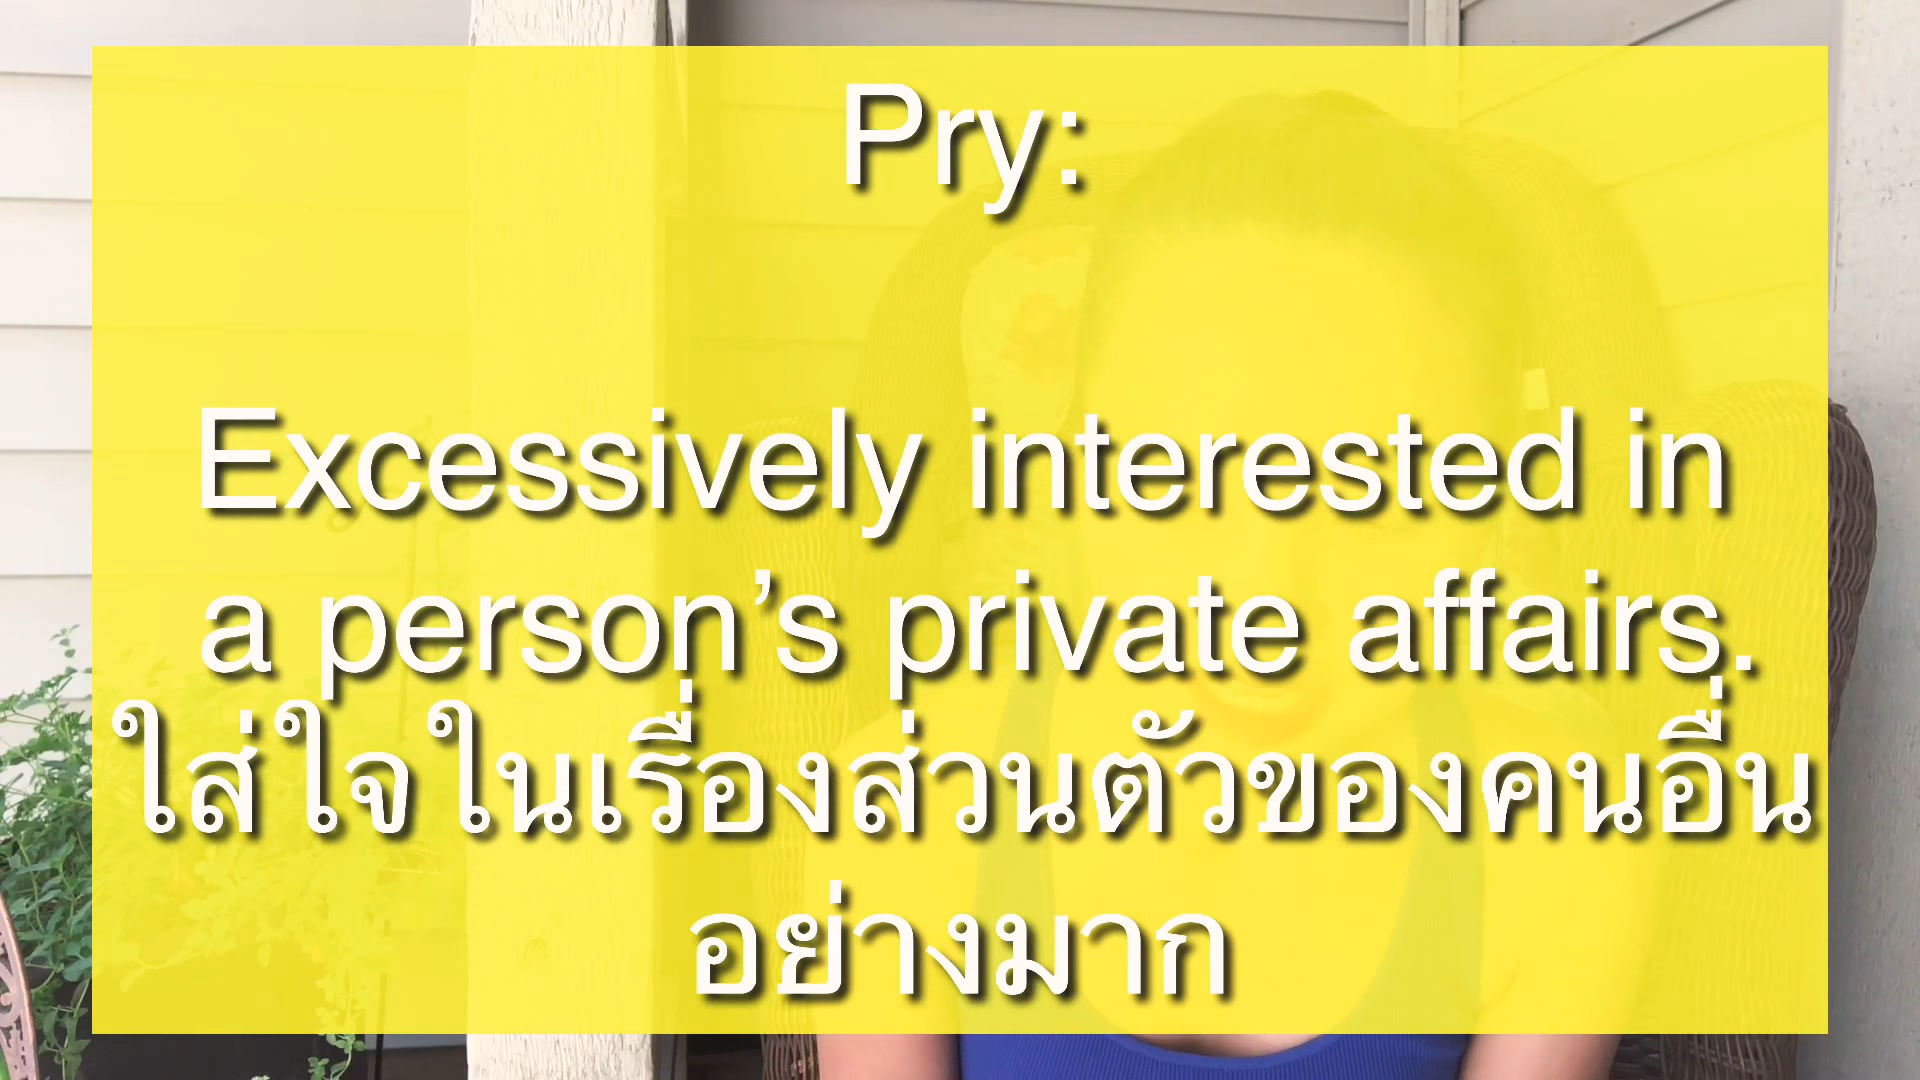 Pry:
Excessively interested in
a person’s private affairs.
ใส่ใจในเรื่องส่วนตัวของคนอื่น
อย่างมาก